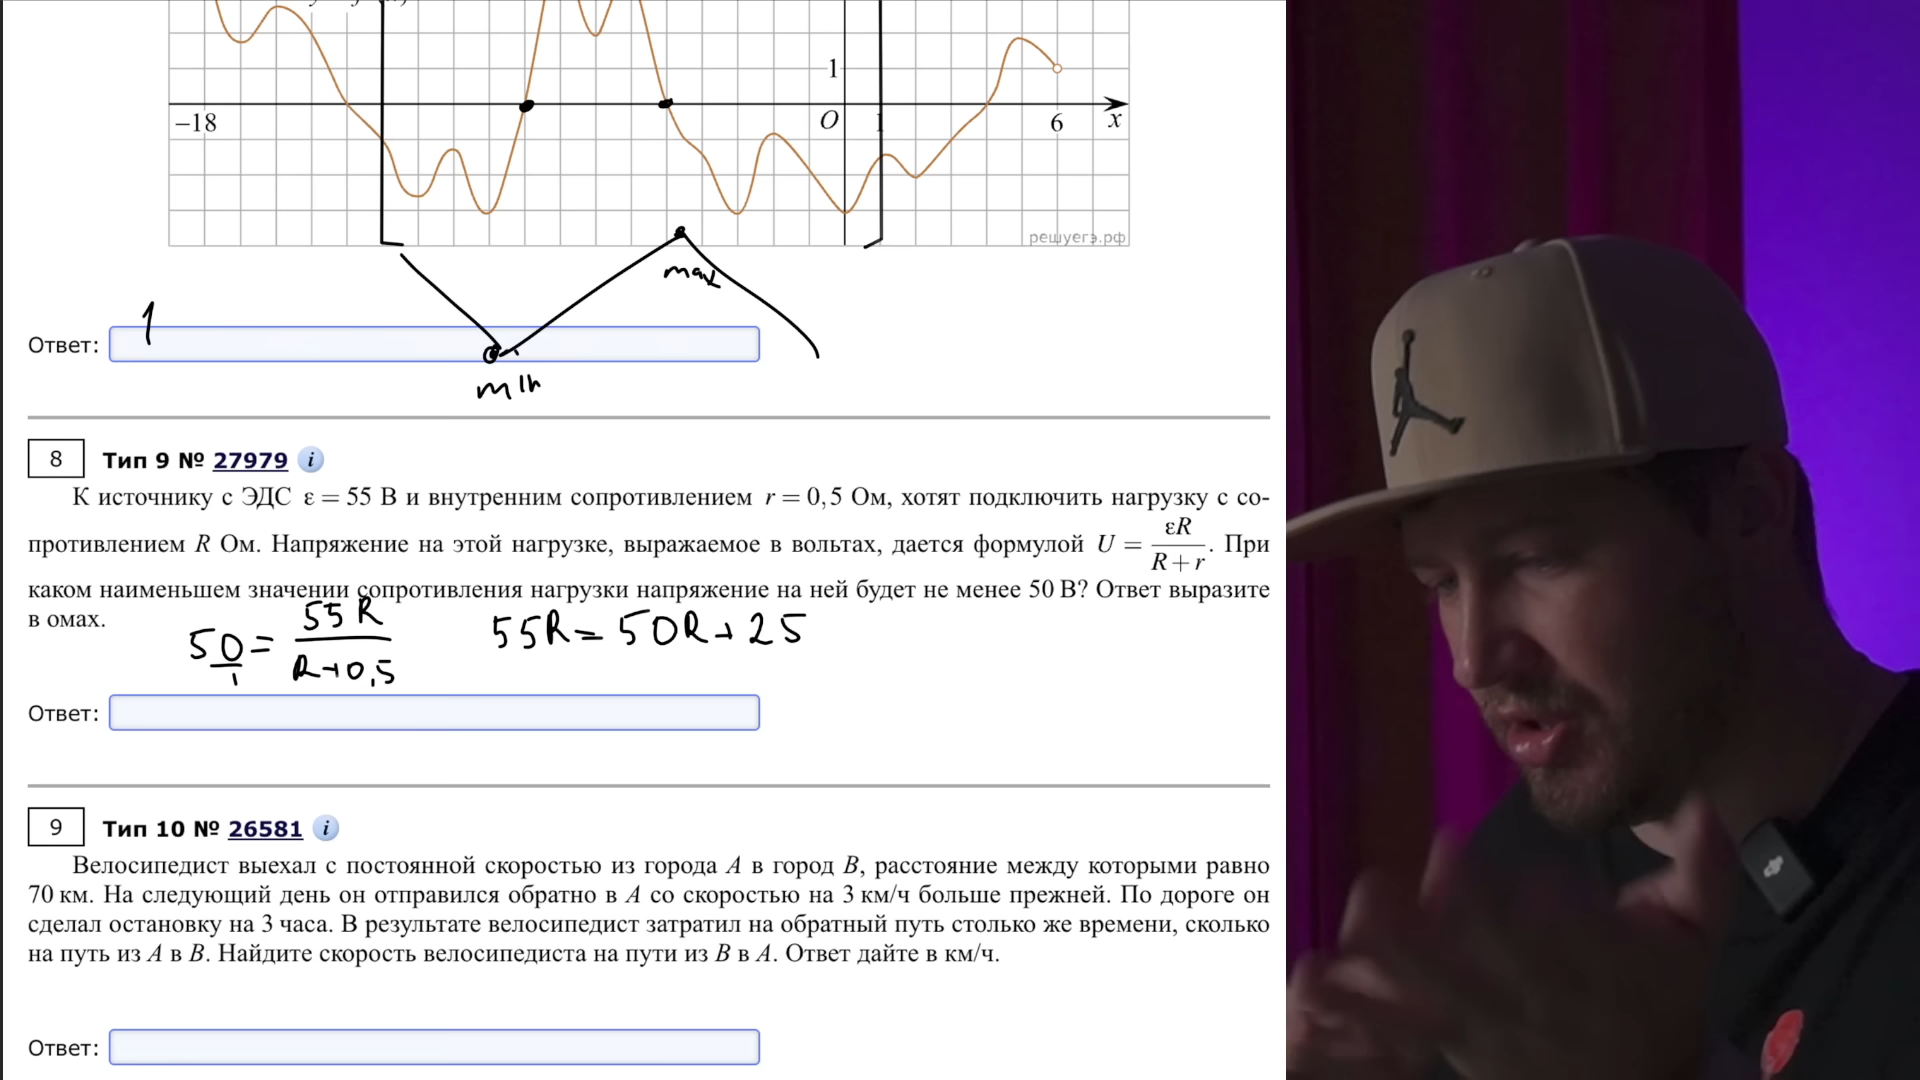 1
−18
O
1
6
x
решуегэ.рф
max
1
Ответ:
min
8
Тип 9 № 27979 i
К источнику с ЭДС ε = 55 В и внутренним сопротивлением r = 0,5 Ом, хотят подключить нагрузку с со-
противлением R Ом. Напряжение на этой нагрузке, выражаемое в вольтах, дается формулой U = εR / (R + r). При
каком наименьшем значении сопротивления нагрузки напряжение на ней будет не менее 50 В? Ответ выразите
в омах.
50/1 = 55R / (R+0,5) 55R = 50R + 25
Ответ:
9
Тип 10 № 26581 i
Велосипедист выехал с постоянной скоростью из города A в город B, расстояние между которыми равно
70 км. На следующий день он отправился обратно в A со скоростью на 3 км/ч больше прежней. По дороге он
сделал остановку на 3 часа. В результате велосипедист затратил на обратный путь столько же времени, сколько
на путь из A в B. Найдите скорость велосипедиста на пути из B в A. Ответ дайте в км/ч.
Ответ: